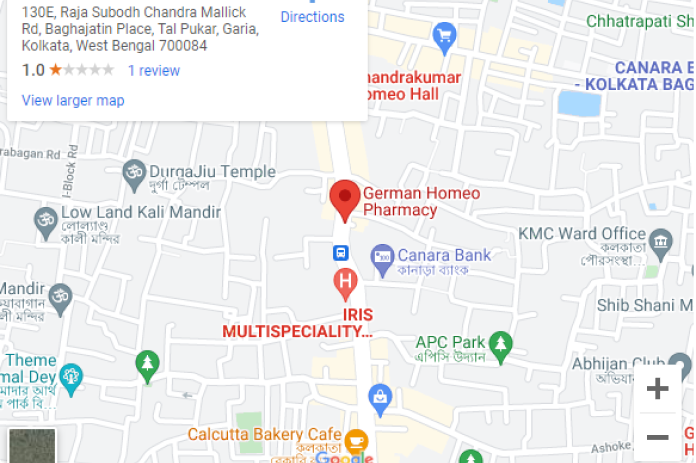 130E, Raja Subodh Chandra Mallick
Rd, Baghajatin Place, Tal Pukar, Garia,
Kolkata, West Bengal 700084
Directions
1.0
1 review
View larger map
Chhatrapati Sh
CANARA B
- KOLKATA BAG
handrakumar
omeo Hall
rabagan Rd
I-Block Rd
DurgaJiu Temple
দুর্গা টেম্পল
German Homeo
Pharmacy
Low Land Kali Mandir
লোল্যাণ্ড
কালী মন্দির
KMC Ward Office
কলকাতা
পৌরসংস্থা...
Canara Bank
কানাড়া ব্যাংক
H
Mandir
য়ারাগান
লী মন্দির
IRIS
MULTISPECIALITY...
Shib Shani M
APC Park
এপিসি উদ্যান
Theme
mal Dey
মাদার আর্থ
পার্ক বি...
Abhijan Club
অভিযান
+
−
Calcutta Bakery Cafe
কলকাতা
বেকারি
Google
Ashoke
G
H